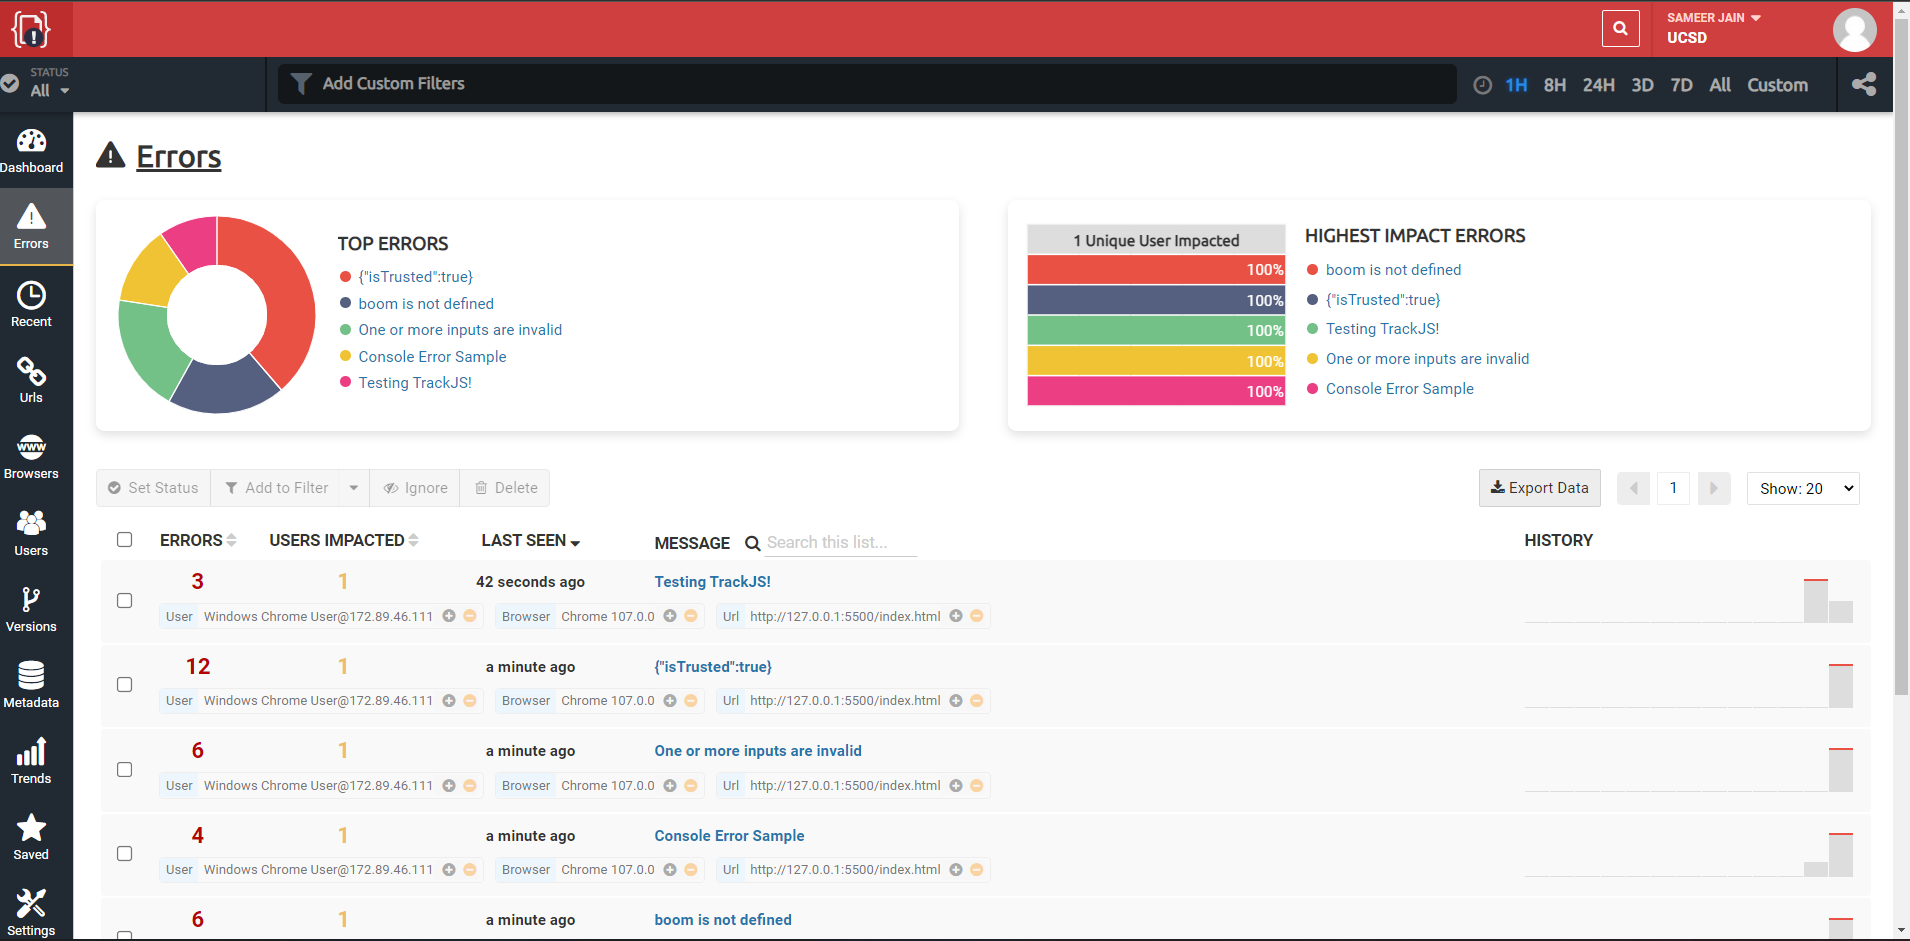 SAMEER JAIN
UCSD
STATUS
All
Add Custom Filters
1H 8H 24H 3D 7D All Custom
Dashboard
Errors
Recent
Urls
Browsers
Users
Versions
Metadata
Trends
Saved
Settings
Errors
TOP ERRORS
{"isTrusted":true}
boom is not defined
One or more inputs are invalid
Console Error Sample
Testing TrackJS!
1 Unique User Impacted
100%
100%
100%
100%
100%
HIGHEST IMPACT ERRORS
boom is not defined
{"isTrusted":true}
Testing TrackJS!
One or more inputs are invalid
Console Error Sample
Set Status Add to Filter Ignore Delete
Export Data 1 Show: 20
ERRORS USERS IMPACTED LAST SEEN MESSAGE Search this list... HISTORY
3 1 42 seconds ago Testing TrackJS!
User Windows Chrome User@172.89.46.111 Browser Chrome 107.0.0 Url http://127.0.0.1:5500/index.html
12 1 a minute ago {"isTrusted":true}
User Windows Chrome User@172.89.46.111 Browser Chrome 107.0.0 Url http://127.0.0.1:5500/index.html
6 1 a minute ago One or more inputs are invalid
User Windows Chrome User@172.89.46.111 Browser Chrome 107.0.0 Url http://127.0.0.1:5500/index.html
4 1 a minute ago Console Error Sample
User Windows Chrome User@172.89.46.111 Browser Chrome 107.0.0 Url http://127.0.0.1:5500/index.html
6 1 a minute ago boom is not defined